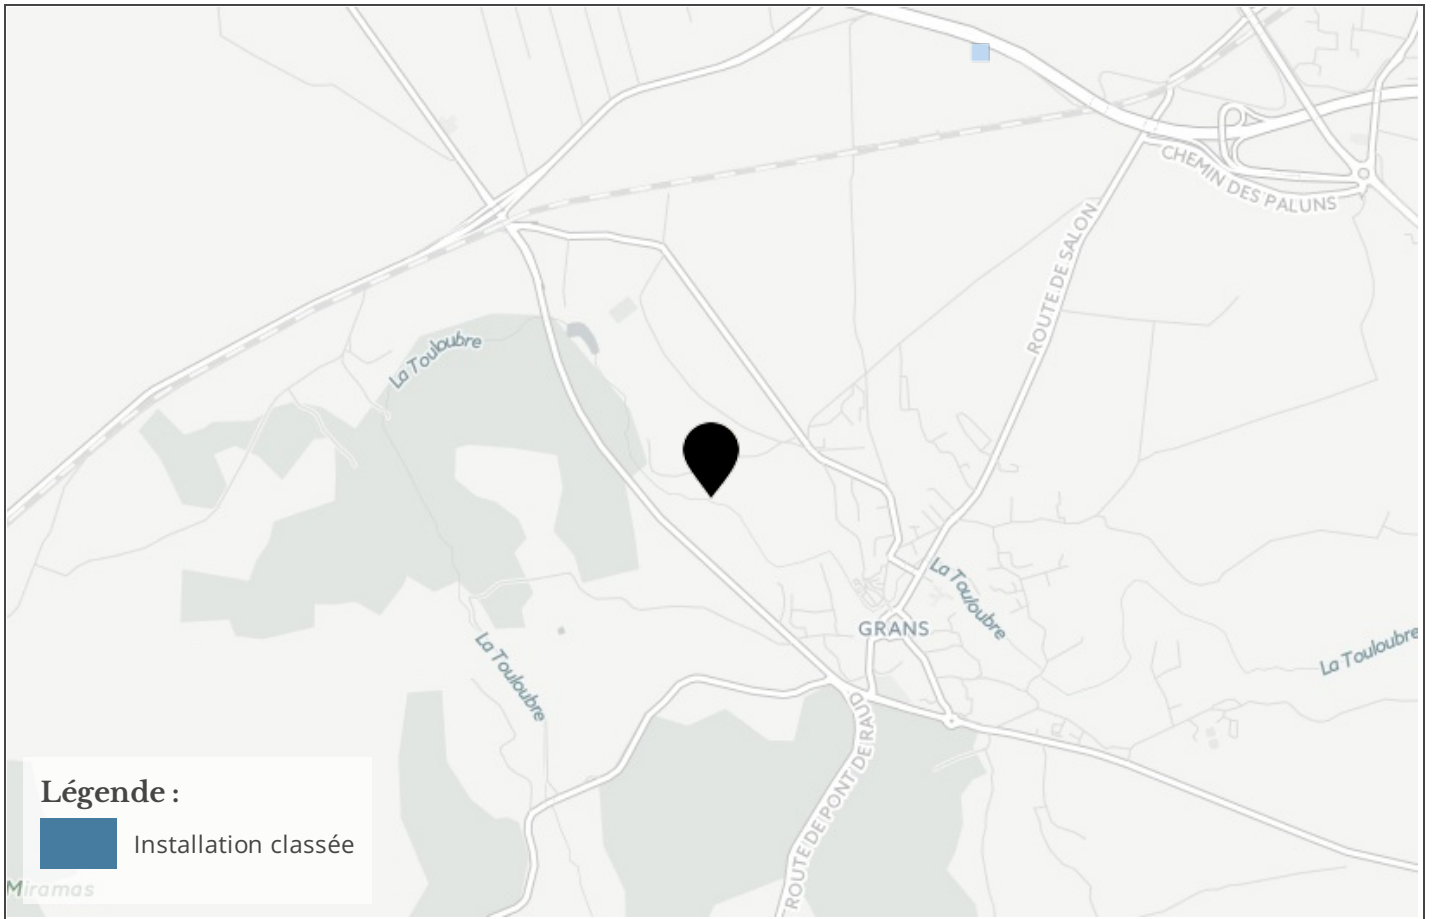 CHEMIN DES PALUNS
ROUTE DE SALON
La Touloubre
La Touloubre
GRANS
La Touloubre
La Touloubre
ROUTE DE PONT DE RAUD
Légende :
Installation classée
Miramas